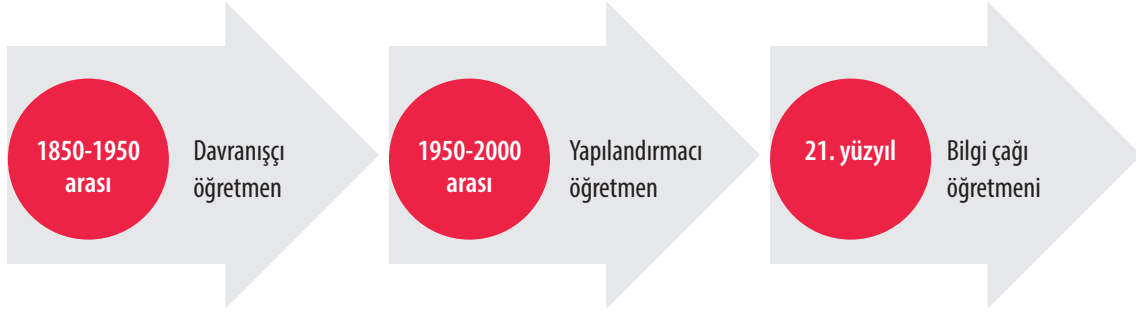 1850-1950
arası
Davranışçı
öğretmen
1950-2000
arası
Yapılandırmacı
öğretmen
21. yüzyıl
Bilgi çağı
öğretmeni